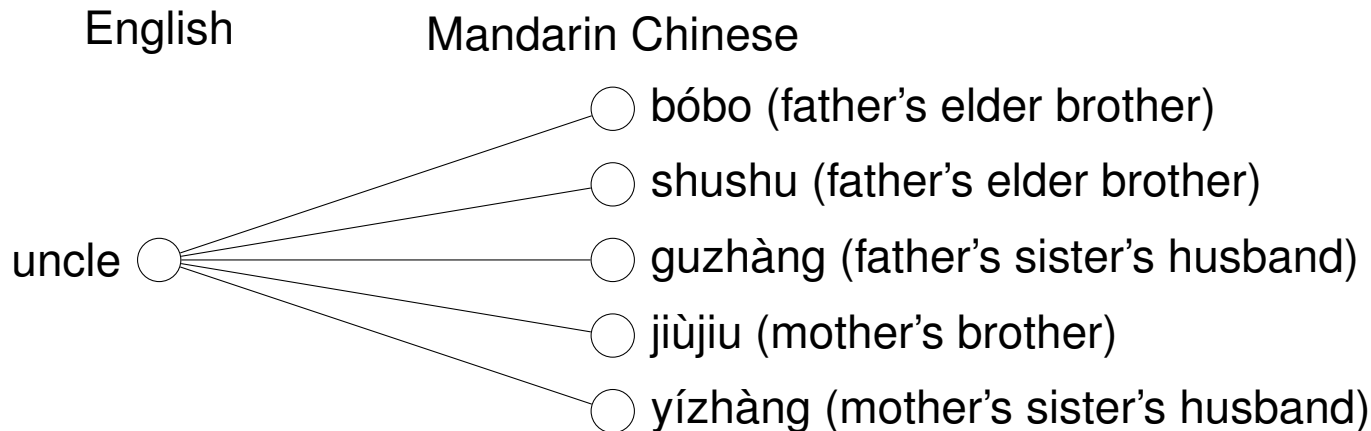 English Mandarin Chinese
bóbo (father’s elder brother)
shushu (father’s elder brother)
uncle guzhàng (father’s sister’s husband)
jiùjiu (mother’s brother)
yízhàng (mother’s sister’s husband)